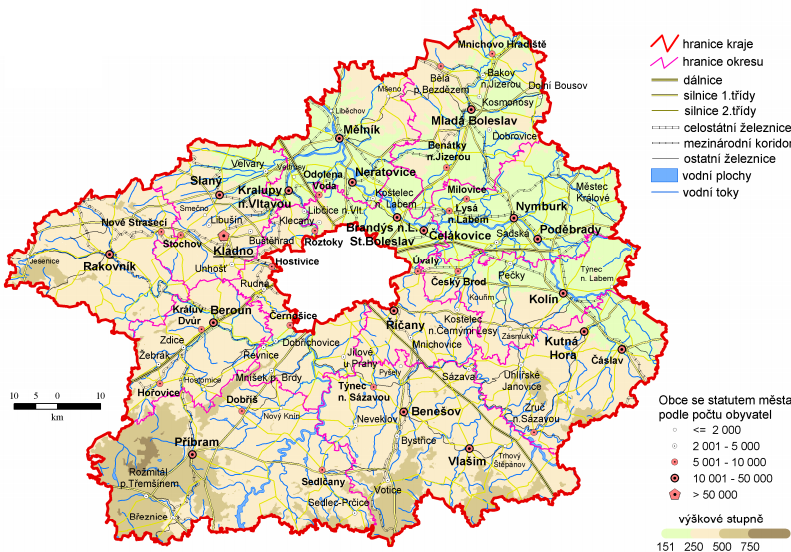 Mnichovo Hradiště
Bělá
p.Bezdězem
Bakov
n.Jizerou
Dolní Bousov
Mšeno
Kosmonosy
Mladá Boleslav
Liběchov
Mělník
Dobrovice
Benátky
n.Jizerou
Velvary
Veltrusy
Odolena
Voda
Neratovice
Slaný
Kralupy
n.Vltavou
Kostelec
n.Labem
Milovice
Městec
Králové
Smečno
Libčice n.Vlt.
Lysá
n.Labem
Nymburk
Nové Strašecí
Libušín
Klecany
Brandýs n.L.
St.Boleslav
Čelákovice
Sadská
Poděbrady
Stochov
Kladno
Buštěhrad
Roztoky
Jesenice
Rakovník
Unhošť
Hostivice
Úvaly
Český Brod
Pečky
Týnec
n. Labem
Rudná
Kouřim
Kolín
Králův
Dvůr
Beroun
Černošice
Říčany
Kostelec
n.Černými Lesy
Zásmuky
Kutná
Hora
Zdice
Dobřichovice
Mnichovice
Čáslav
Žebrák
Řevnice
Jílové
u Prahy
Pyšely
Sázava
Uhlířské
Janovice
Hořovice
Hostomice
Mníšek p. Brdy
Týnec
n. Sázavou
Dobříš
Nový Knín
Neveklov
Benešov
Zruč
n.Sázavou
Příbram
Bystřice
Vlašim
Trhový
Štěpánov
Rožmitál
p.Třemšínem
Sedlčany
Votice
Sedlec-Prčice
Březnice
10 5 0 10
km
hranice kraje
hranice okresu
dálnice
silnice 1.třídy
silnice 2.třídy
celostátní železnice
mezinárodní koridor
ostatní železnice
vodní plochy
vodní toky
Obce se statutem města
podle počtu obyvatel
<= 2 000
2 001 - 5 000
5 001 - 10 000
10 001 - 50 000
> 50 000
výškové stupně
151 250 500 750